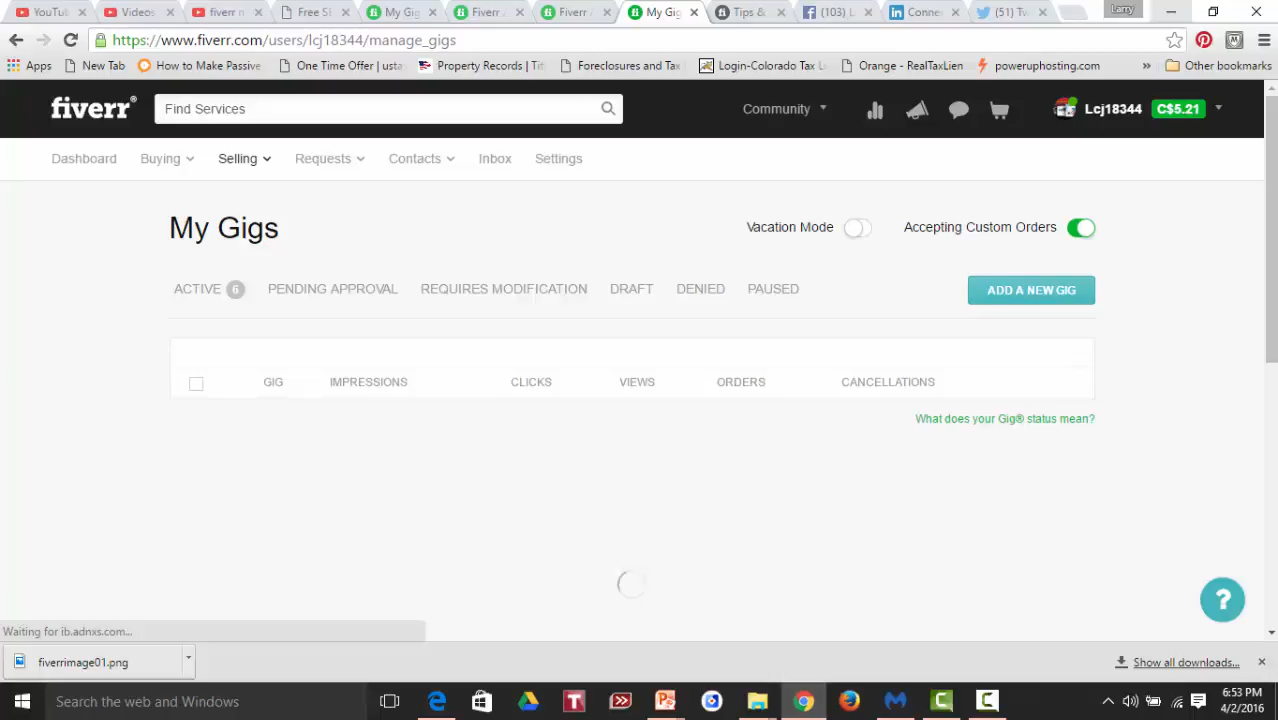 YouTu
Videos
fiverr n
Free Si
My Gig
Fiverr
Fiverr
My Gig
Tips &
(103) L
Connec
(51) Tw
Larry
https://www.fiverr.com/users/lcj18344/manage_gigs
Apps
New Tab
How to Make Passive
One Time Offer | usta
Property Records | Tit
Foreclosures and Tax
Login-Colorado Tax L
Orange - RealTaxLien
poweruphosting.com
»
Other bookmarks
fiverr®
Find Services
Community
Lcj18344
C$5.21
Dashboard
Buying
Selling
Requests
Contacts
Inbox
Settings
My Gigs
Vacation Mode
Accepting Custom Orders
ACTIVE 6
PENDING APPROVAL
REQUIRES MODIFICATION
DRAFT
DENIED
PAUSED
ADD A NEW GIG
GIG
IMPRESSIONS
CLICKS
VIEWS
ORDERS
CANCELLATIONS
What does your Gig® status mean?
?
Waiting for ib.adnxs.com...
fiverrimage01.png
Show all downloads...
Search the web and Windows
6:53 PM
4/2/2016